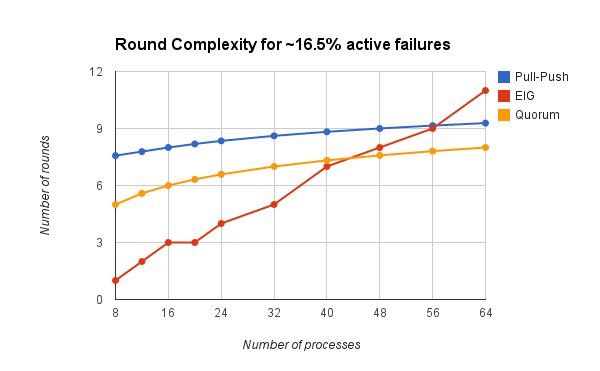 Round Complexity for ~16.5% active failures
Pull-Push
EIG
Quorum
Number of rounds
12
9
6
3
0
8 16 24 32 40 48 56 64
Number of processes